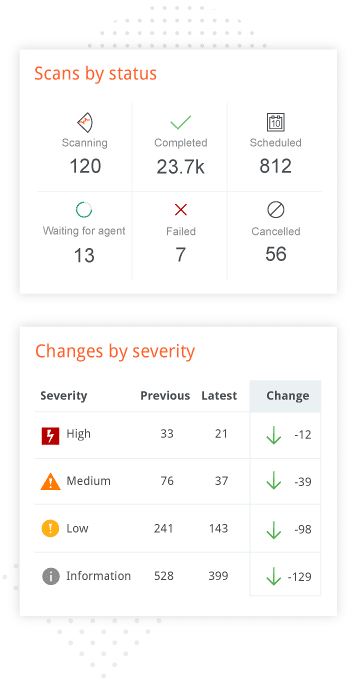 Scans by status
Scanning Completed Scheduled
120 23.7k 812
Waiting for agent Failed Cancelled
13 7 56
Changes by severity
Severity Previous Latest Change
High 33 21 -12
Medium 76 37 -39
Low 241 143 -98
Information 528 399 -129